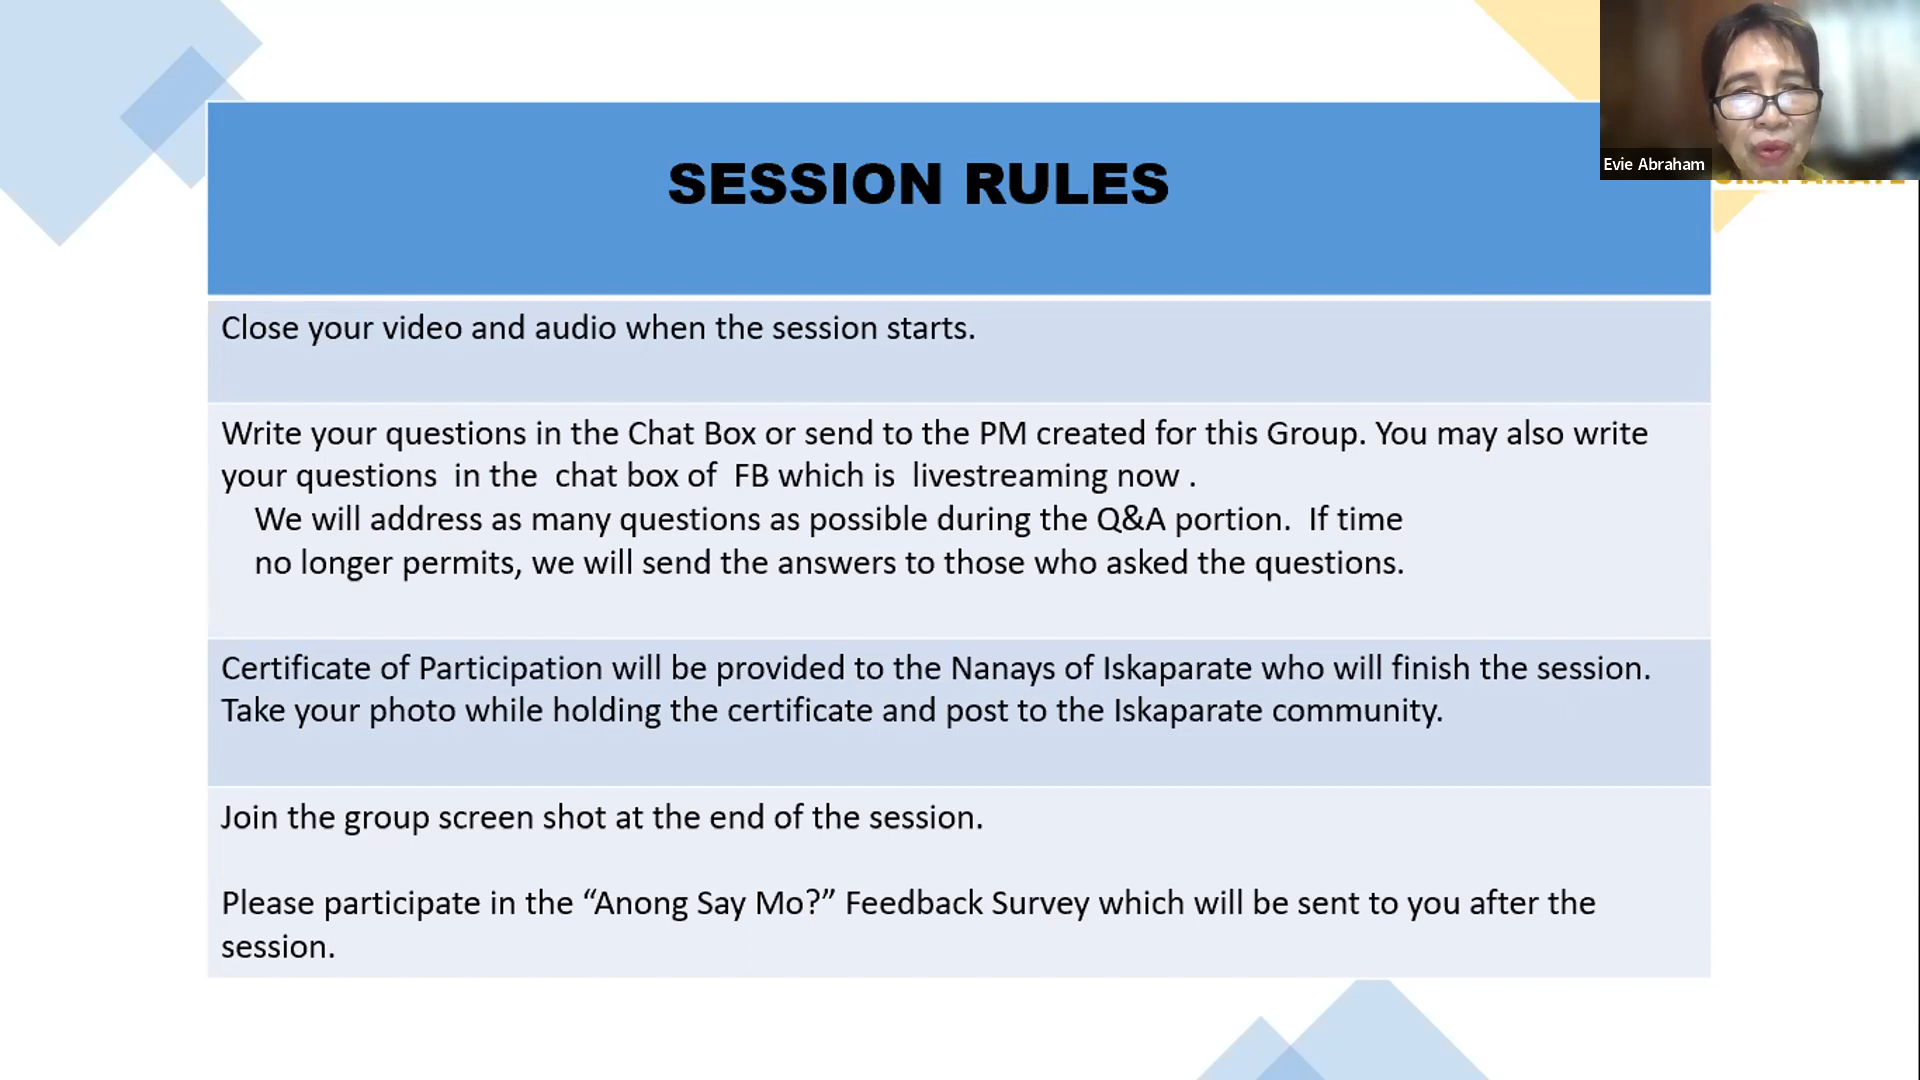 Evie Abraham
SESSION RULES
Close your video and audio when the session starts.
Write your questions in the Chat Box or send to the PM created for this Group. You may also write
your questions in the chat box of FB which is livestreaming now .
We will address as many questions as possible during the Q&A portion. If time
no longer permits, we will send the answers to those who asked the questions.
Certificate of Participation will be provided to the Nanays of Iskaparate who will finish the session.
Take your photo while holding the certificate and post to the Iskaparate community.
Join the group screen shot at the end of the session.
Please participate in the “Anong Say Mo?” Feedback Survey which will be sent to you after the
session.